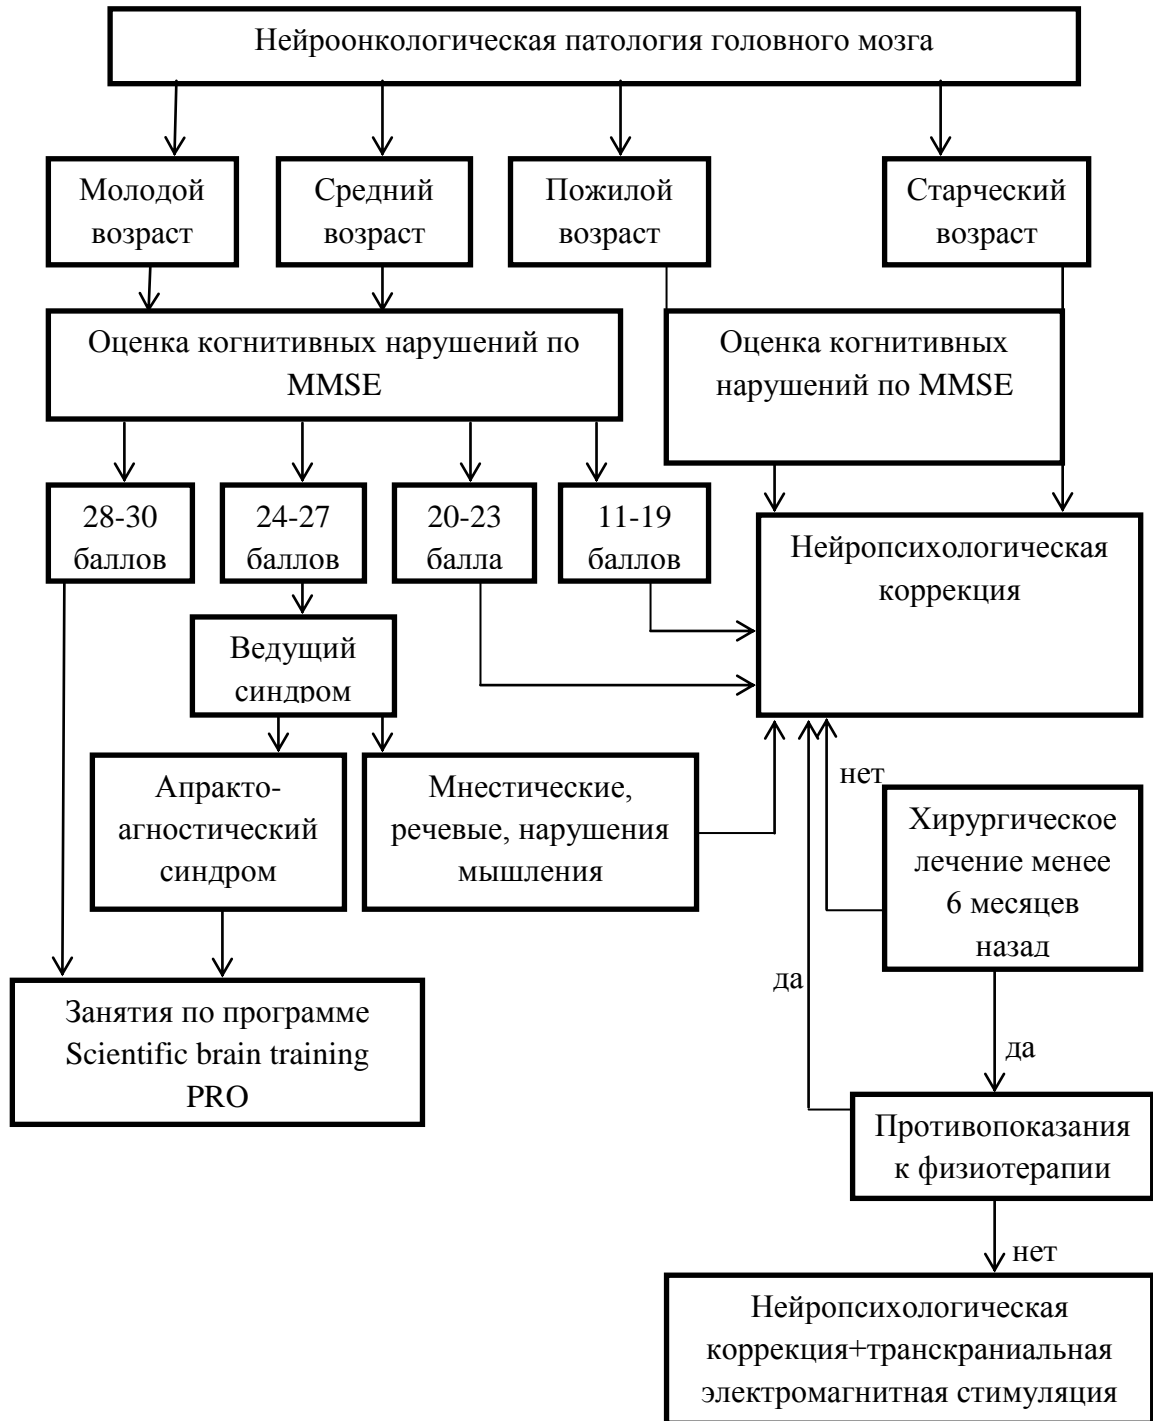 Нейроонкологическая патология головного мозга
Молодой
возраст
Средний
возраст
Пожилой
возраст
Старческий
возраст
Оценка когнитивных нарушений по
MMSE
Оценка когнитивных
нарушений по MMSE
28-30
баллов
24-27
баллов
20-23
балла
11-19
баллов
Нейропсихологическая
коррекция
Ведущий
синдром
Апракто-
агностический
синдром
Мнестические,
речевые, нарушения
мышления
нет
Хирургическое
лечение менее
6 месяцев
назад
да
да
Занятия по программе
Scientific brain training
PRO
Противопоказания
к физиотерапии
нет
Нейропсихологическая
коррекция+транскраниальная
электромагнитная стимуляция